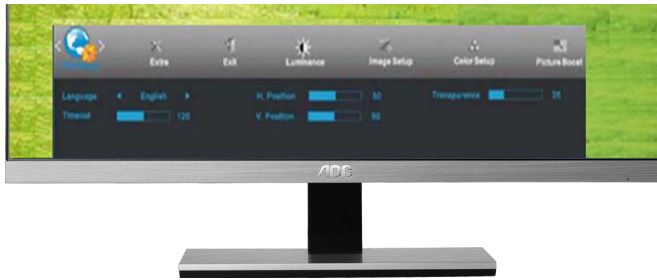 Extra Exit Luminance Image Setup Color Setup Picture Boost
Language English H. Position 50 Transparence 25
Timeout 120 V. Position 50
AOC